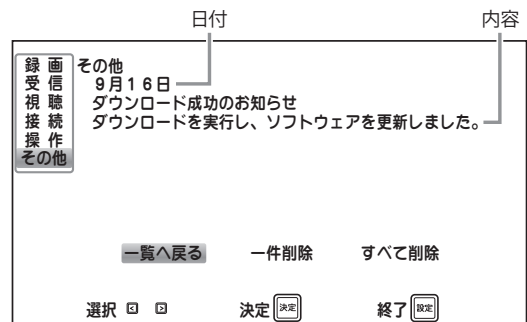 日付 内容
録画
受信
視聴
接続
操作
その他
その他
9月16日
ダウンロード成功のお知らせ
ダウンロードを実行し、ソフトウェアを更新しました。
一覧へ戻る 一件削除 すべて削除
選択 決定 決定 終了 設定